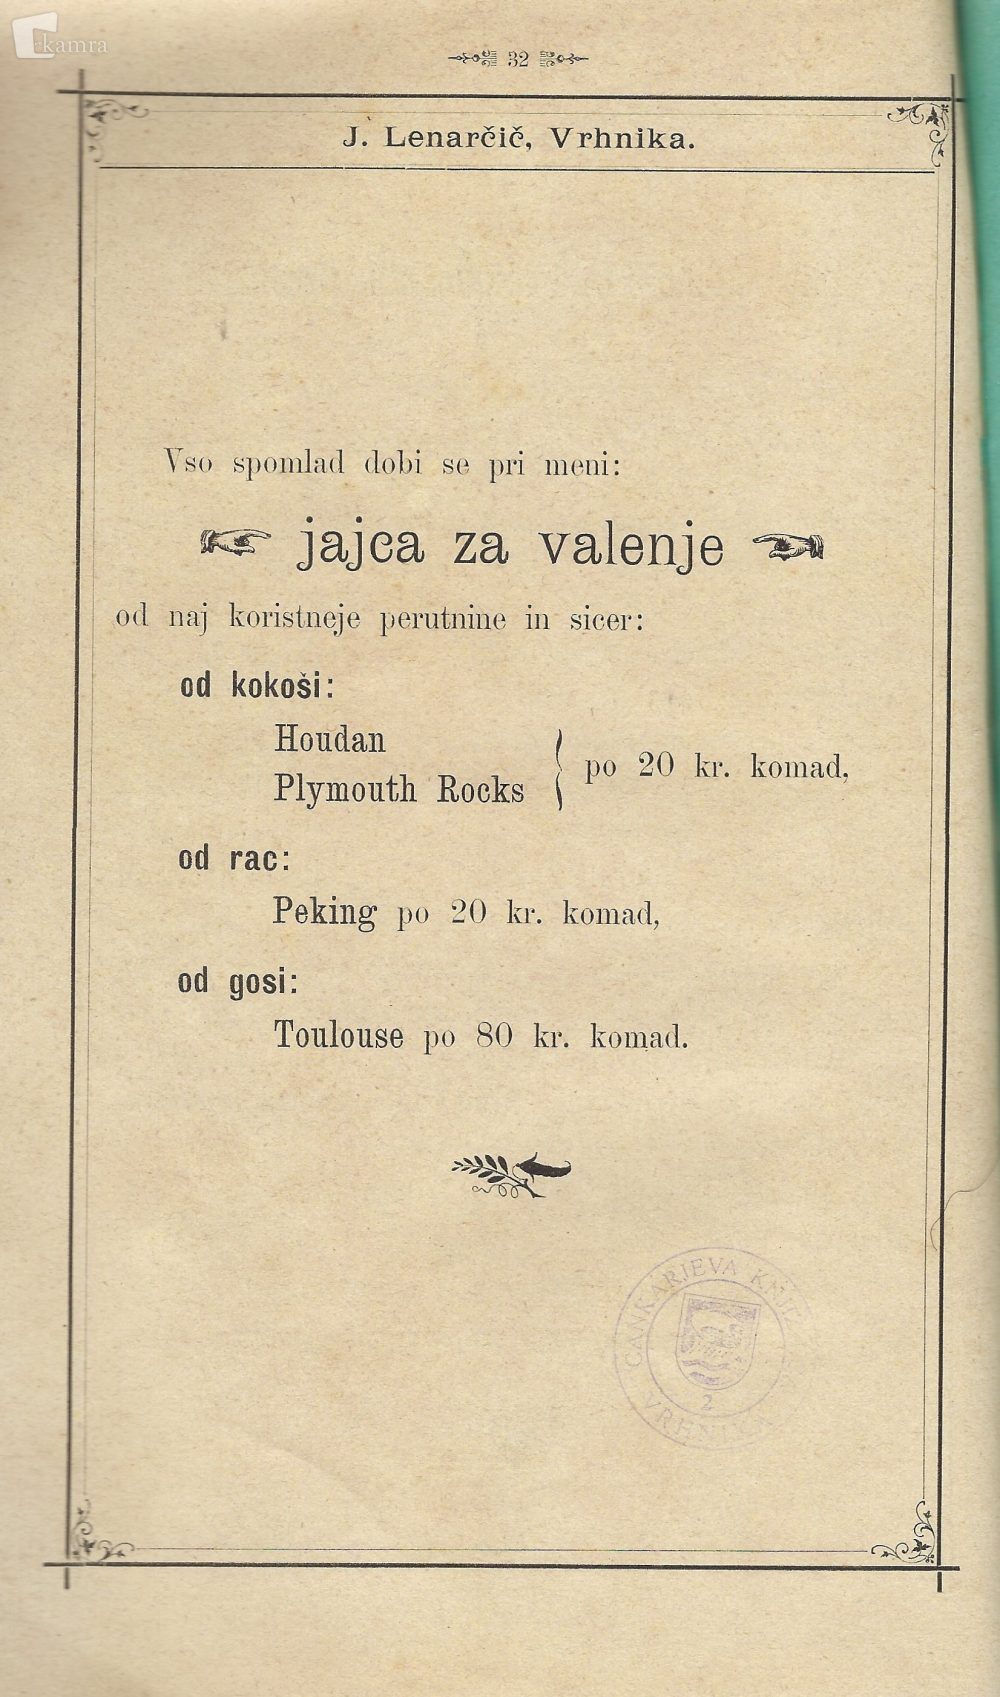 kamra
32
J. Lenarčič, Vrhnika.
Vso spomlad dobi se pri meni:
jajca za valenje
od naj koristneje perutnine in sicer:
od kokoši:
Houdan
Plymouth Rocks } po 20 kr. komad,
od rac:
Peking po 20 kr. komad,
od gosi:
Toulouse po 80 kr. komad.
CANKARJEVA
2
VRHNIKA